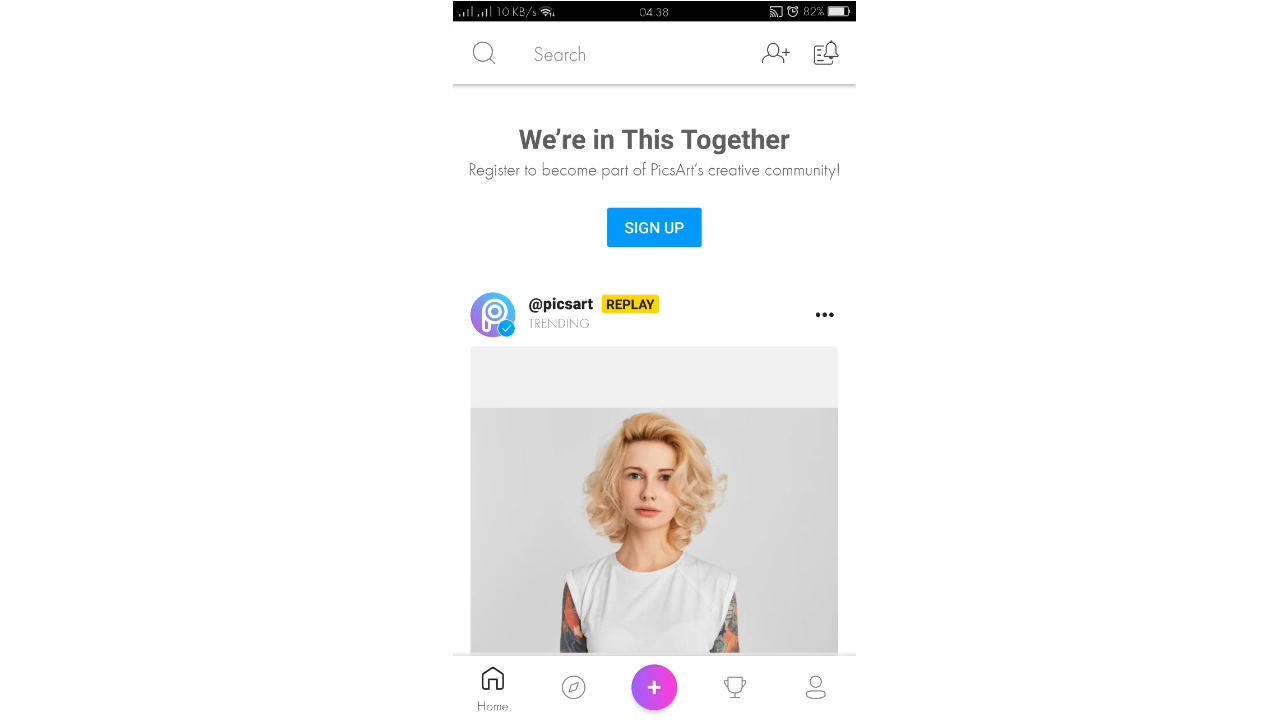 10 KB/s 04:38 82%
Search
We're in This Together
Register to become part of PicsArt's creative community!
SIGN UP
@picsart REPLAY
TRENDING
Home